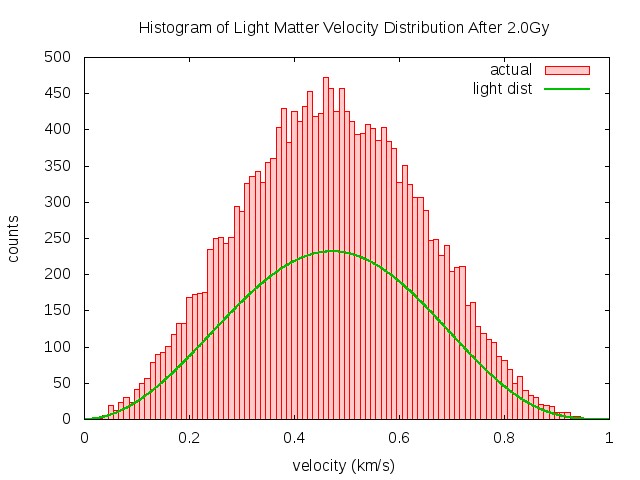 Histogram of Light Matter Velocity Distribution After 2.0Gy
actual
light dist
500
450
400
350
300
250
200
150
100
50
0
counts
0 0.2 0.4 0.6 0.8 1
velocity (km/s)